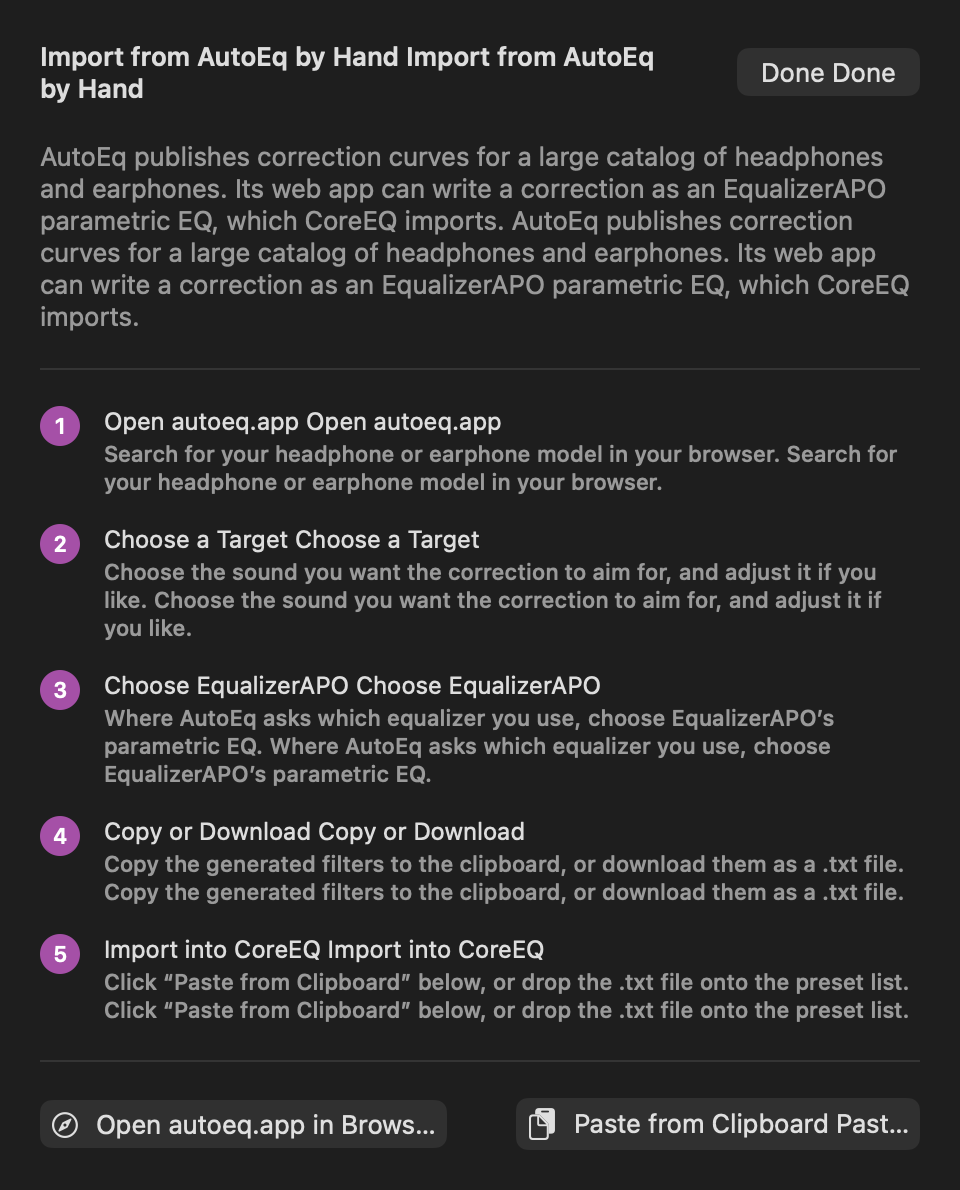 Import from AutoEq by Hand Import from AutoEq
by Hand
Done Done
AutoEq publishes correction curves for a large catalog of headphones
and earphones. Its web app can write a correction as an EqualizerAPO
parametric EQ, which CoreEQ imports. AutoEq publishes correction
curves for a large catalog of headphones and earphones. Its web app
can write a correction as an EqualizerAPO parametric EQ, which CoreEQ
imports.
1
Open autoeq.app Open autoeq.app
Search for your headphone or earphone model in your browser. Search for
your headphone or earphone model in your browser.
2
Choose a Target Choose a Target
Choose the sound you want the correction to aim for, and adjust it if you
like. Choose the sound you want the correction to aim for, and adjust it if
you like.
3
Choose EqualizerAPO Choose EqualizerAPO
Where AutoEq asks which equalizer you use, choose EqualizerAPO’s
parametric EQ. Where AutoEq asks which equalizer you use, choose
EqualizerAPO’s parametric EQ.
4
Copy or Download Copy or Download
Copy the generated filters to the clipboard, or download them as a .txt file.
Copy the generated filters to the clipboard, or download them as a .txt file.
5
Import into CoreEQ Import into CoreEQ
Click “Paste from Clipboard” below, or drop the .txt file onto the preset list.
Click “Paste from Clipboard” below, or drop the .txt file onto the preset list.
Open autoeq.app in Brows...
Paste from Clipboard Past...